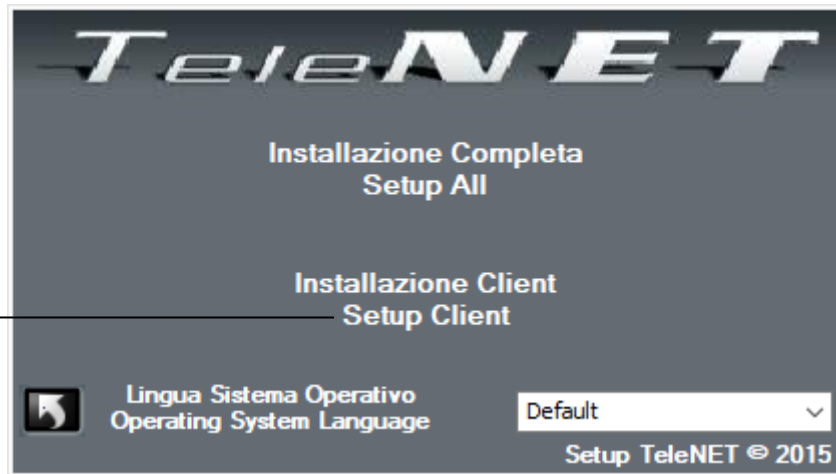 TeleNET
Installazione Completa
Setup All
Installazione Client
Setup Client
Lingua Sistema Operativo
Operating System Language
Default
Setup TeleNET © 2015